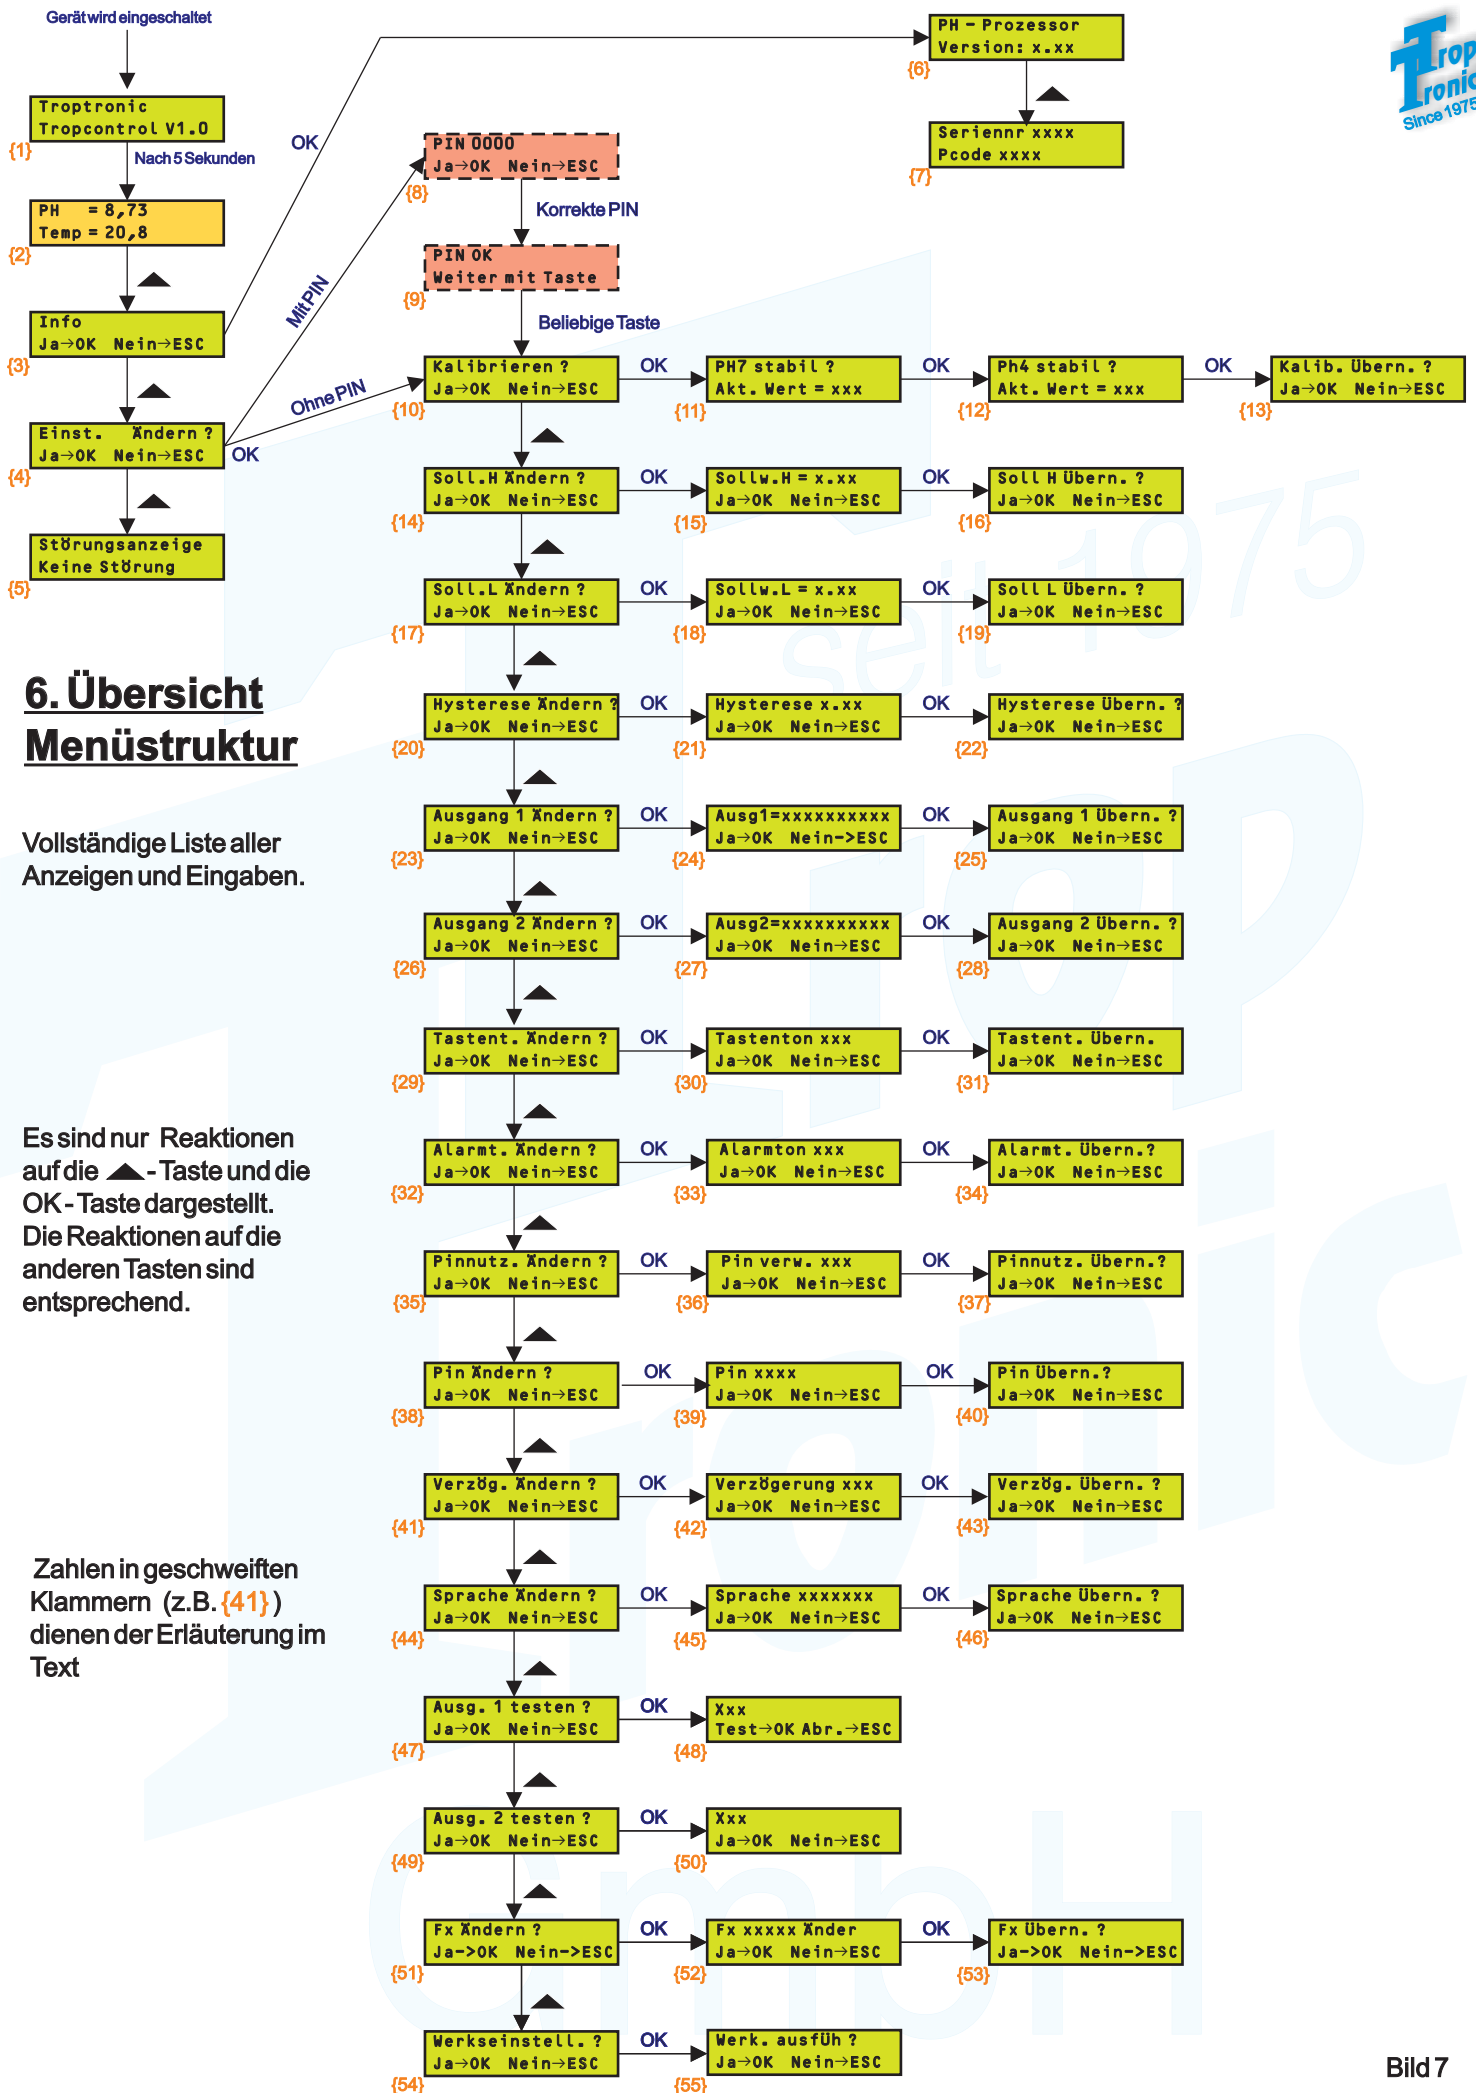 Gerät wird eingeschaltet
Troptronic
Tropcontrol V1.0
{1}
Nach 5 Sekunden
PH = 8,73
Temp = 20,8
{2}
Info
Ja→OK Nein→ESC
{3}
OK
Einst. Ändern ?
Ja→OK Nein→ESC
{4}
OK
Störungsanzeige
Keine Störung
{5}
PH - Prozessor
Version: x.xx
{6}
Seriennr xxxx
Pcode xxxx
{7}
Trop
Tronic
Since 1975
Mit PIN
Ohne PIN
PIN 0000
Ja→OK Nein→ESC
{8}
Korrekte PIN
PIN OK
Weiter mit Taste
{9}
Beliebige Taste
Kalibrieren ?
Ja→OK Nein→ESC
{10}
OK
PH7 stabil ?
Akt. Wert = xxx
{11}
OK
Ph4 stabil ?
Akt. Wert = xxx
{12}
OK
Kalib. Übern. ?
Ja→OK Nein→ESC
{13}
Soll.H Ändern ?
Ja→OK Nein→ESC
{14}
OK
Sollw.H = x.xx
Ja→OK Nein→ESC
{15}
OK
Soll H Übern. ?
Ja→OK Nein→ESC
{16}
Soll.L Ändern ?
Ja→OK Nein→ESC
{17}
OK
Sollw.L = x.xx
Ja→OK Nein→ESC
{18}
OK
Soll L Übern. ?
Ja→OK Nein→ESC
{19}
6. Übersicht
Menüstruktur
Hysterese Ändern ?
Ja→OK Nein→ESC
{20}
OK
Hysterese x.xx
Ja→OK Nein→ESC
{21}
OK
Hysterese Übern. ?
Ja→OK Nein→ESC
{22}
Vollständige Liste aller
Anzeigen und Eingaben.
Ausgang 1 Ändern ?
Ja→OK Nein→ESC
{23}
OK
Ausg1=xxxxxxxxxx
Ja→OK Nein->ESC
{24}
OK
Ausgang 1 Übern. ?
Ja→OK Nein→ESC
{25}
Ausgang 2 Ändern ?
Ja→OK Nein→ESC
{26}
OK
Ausg2=xxxxxxxxxx
Ja→OK Nein→ESC
{27}
OK
Ausgang 2 Übern. ?
Ja→OK Nein→ESC
{28}
Tastent. Ändern ?
Ja→OK Nein→ESC
{29}
OK
Tastenton xxx
Ja→OK Nein→ESC
{30}
OK
Tastent. Übern.
Ja→OK Nein→ESC
{31}
Es sind nur Reaktionen
auf die ▲ - Taste und die
OK - Taste dargestellt.
Die Reaktionen auf die
anderen Tasten sind
entsprechend.
Alarmt. Ändern ?
Ja→OK Nein→ESC
{32}
OK
Alarmton xxx
Ja→OK Nein→ESC
{33}
OK
Alarmt. Übern.?
Ja→OK Nein→ESC
{34}
Pinnutz. Ändern ?
Ja→OK Nein→ESC
{35}
OK
Pin verw. xxx
Ja→OK Nein→ESC
{36}
OK
Pinnutz. Übern.?
Ja→OK Nein→ESC
{37}
Pin Ändern ?
Ja→OK Nein→ESC
{38}
OK
Pin xxxx
Ja→OK Nein→ESC
{39}
OK
Pin Übern.?
Ja→OK Nein→ESC
{40}
Verzög. Ändern ?
Ja→OK Nein→ESC
{41}
OK
Verzögerung xxx
Ja→OK Nein→ESC
{42}
OK
Verzög. Übern. ?
Ja→OK Nein→ESC
{43}
Zahlen in geschweiften
Klammern (z.B. {41} )
dienen der Erläuterung im
Text
Sprache Ändern ?
Ja→OK Nein→ESC
{44}
OK
Sprache xxxxxxx
Ja→OK Nein→ESC
{45}
OK
Sprache Übern. ?
Ja→OK Nein→ESC
{46}
Ausg. 1 testen ?
Ja→OK Nein→ESC
{47}
OK
Xxx
Test→OK Abr.→ESC
{48}
Ausg. 2 testen ?
Ja→OK Nein→ESC
{49}
OK
Xxx
Ja→OK Nein→ESC
{50}
Fx Ändern ?
Ja->OK Nein->ESC
{51}
OK
Fx xxxxx Änder
Ja→OK Nein→ESC
{52}
OK
Fx Übern. ?
Ja->OK Nein->ESC
{53}
Werkseinstell. ?
Ja→OK Nein→ESC
{54}
OK
Werk. ausfüh ?
Ja→OK Nein→ESC
{55}
Bild 7
seit 1975
Trop
Tronic
GmbH